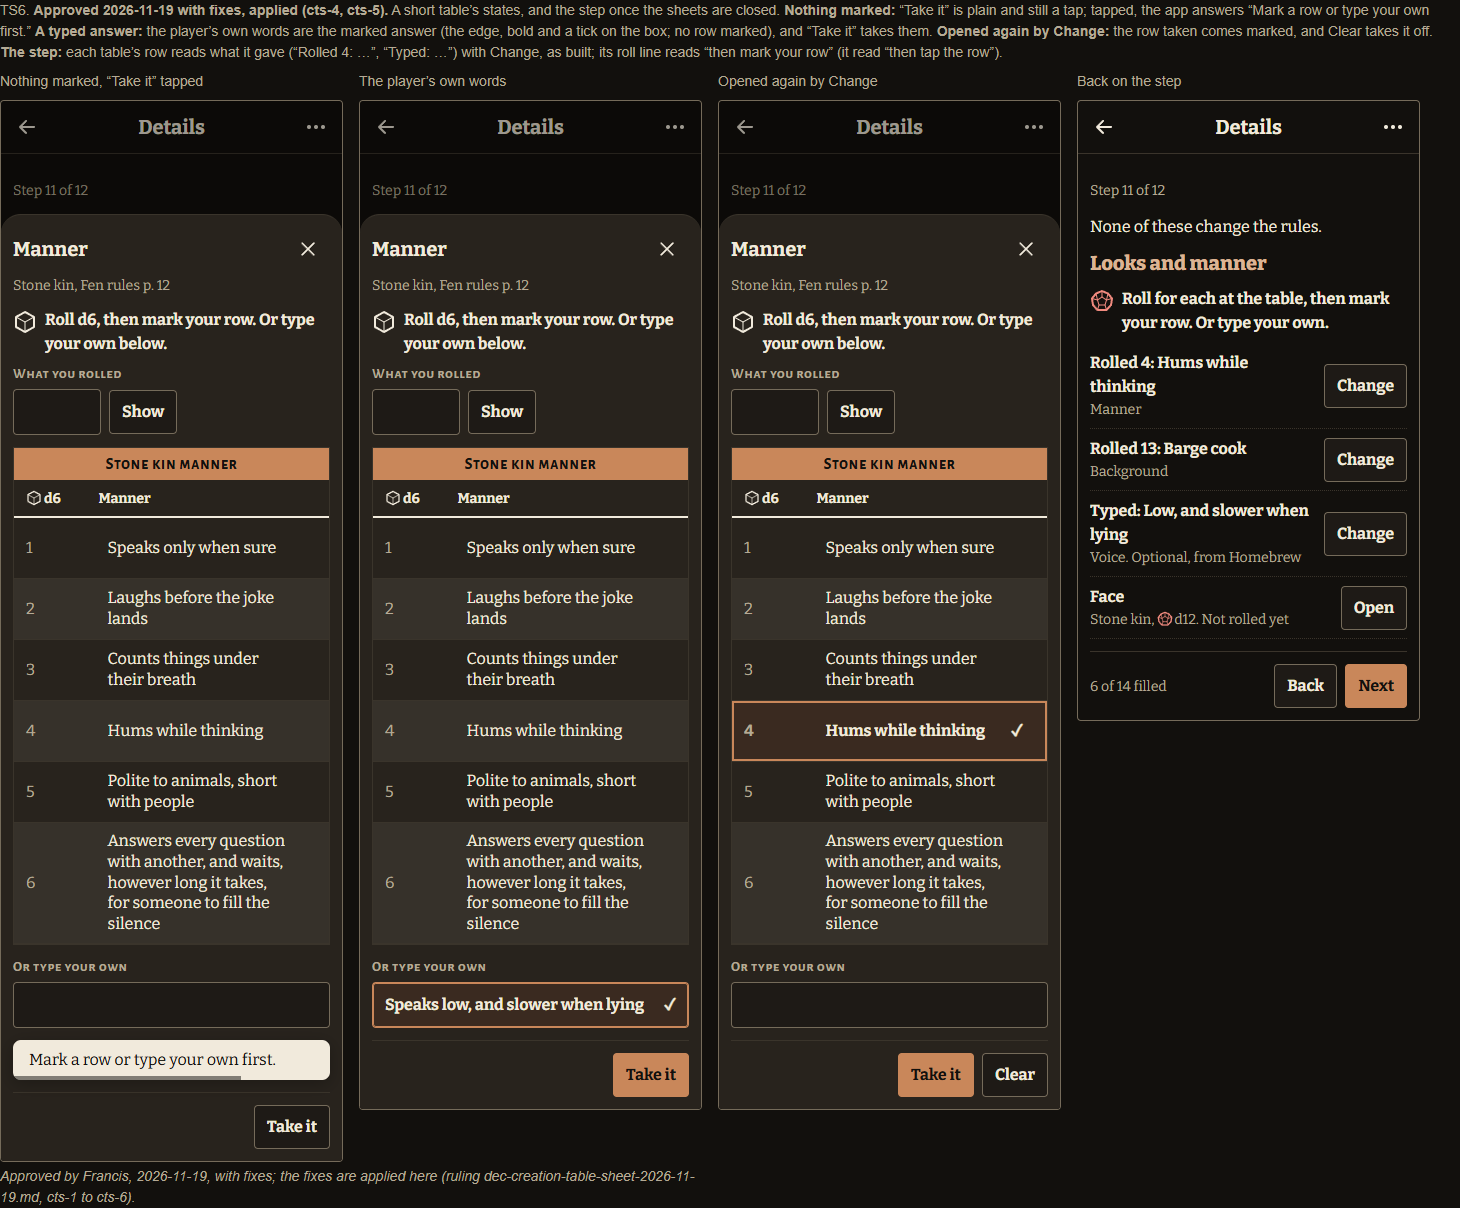 TS6. Approved 2026-11-19 with fixes, applied (cts-4, cts-5). A short table's states, and the step once the sheets are closed. Nothing marked: “Take it” is plain and still a tap; tapped, the app answers “Mark a row or type your own
first.” A typed answer: the player's own words are the marked answer (the edge, bold and a tick on the box; no row marked), and “Take it” takes them. Opened again by Change: the row taken comes marked, and Clear takes it off.
The step: each table's row reads what it gave (“Rolled 4: …”, “Typed: …”) with Change, as built; its roll line reads “then mark your row” (it read “then tap the row”).
Nothing marked, “Take it” tapped
Details
Step 11 of 12
Manner
Stone kin, Fen rules p. 12
Roll d6, then mark your row. Or type
your own below.
What you rolled
Show
Stone kin manner
d6 Manner
1 Speaks only when sure
2 Laughs before the joke
lands
3 Counts things under
their breath
4 Hums while thinking
5 Polite to animals, short
with people
6 Answers every question
with another, and waits,
however long it takes,
for someone to fill the
silence
Or type your own
Mark a row or type your own first.
Take it
The player's own words
Details
Step 11 of 12
Manner
Stone kin, Fen rules p. 12
Roll d6, then mark your row. Or type
your own below.
What you rolled
Show
Stone kin manner
d6 Manner
1 Speaks only when sure
2 Laughs before the joke
lands
3 Counts things under
their breath
4 Hums while thinking
5 Polite to animals, short
with people
6 Answers every question
with another, and waits,
however long it takes,
for someone to fill the
silence
Or type your own
Speaks low, and slower when lying ✓
Take it
Opened again by Change
Details
Step 11 of 12
Manner
Stone kin, Fen rules p. 12
Roll d6, then mark your row. Or type
your own below.
What you rolled
Show
Stone kin manner
d6 Manner
1 Speaks only when sure
2 Laughs before the joke
lands
3 Counts things under
their breath
4 Hums while thinking ✓
5 Polite to animals, short
with people
6 Answers every question
with another, and waits,
however long it takes,
for someone to fill the
silence
Or type your own
Take it Clear
Back on the step
Details
Step 11 of 12
None of these change the rules.
Looks and manner
Roll for each at the table, then mark
your row. Or type your own.
Rolled 4: Hums while
thinking
Manner
Change
Rolled 13: Barge cook
Background
Change
Typed: Low, and slower when
lying
Voice. Optional, from Homebrew
Change
Face
Stone kin, d12. Not rolled yet
Open
6 of 14 filled Back Next
Approved by Francis, 2026-11-19, with fixes; the fixes are applied here (ruling dec-creation-table-sheet-2026-11-
19.md, cts-1 to cts-6).